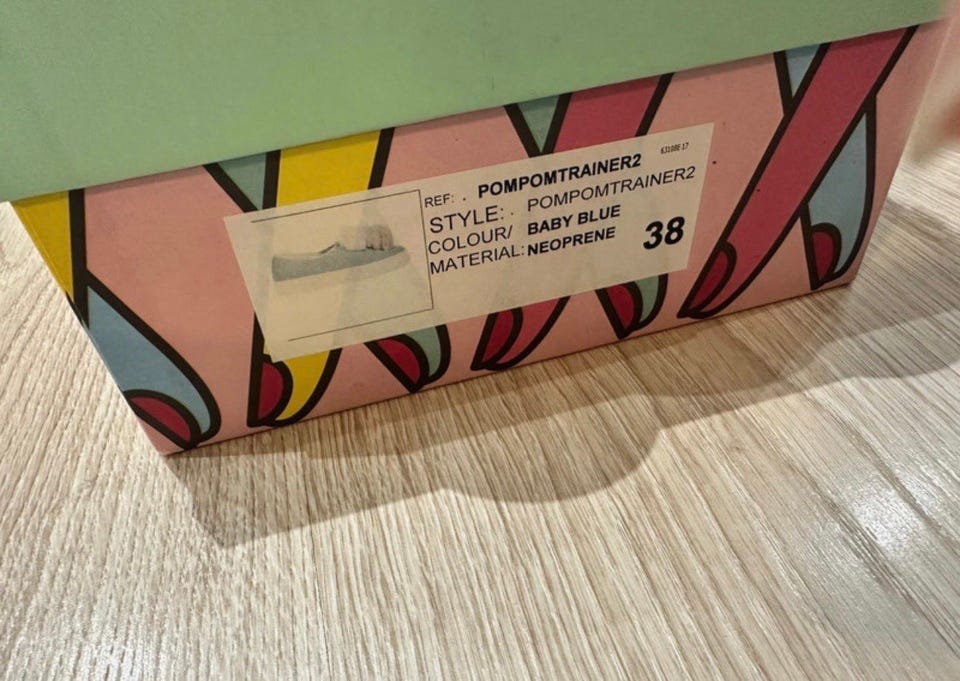 63108E 17
REF: . POMPOMTRAINER2
STYLE: . POMPOMTRAINER2
COLOUR/ BABY BLUE
MATERIAL: NEOPRENE
38